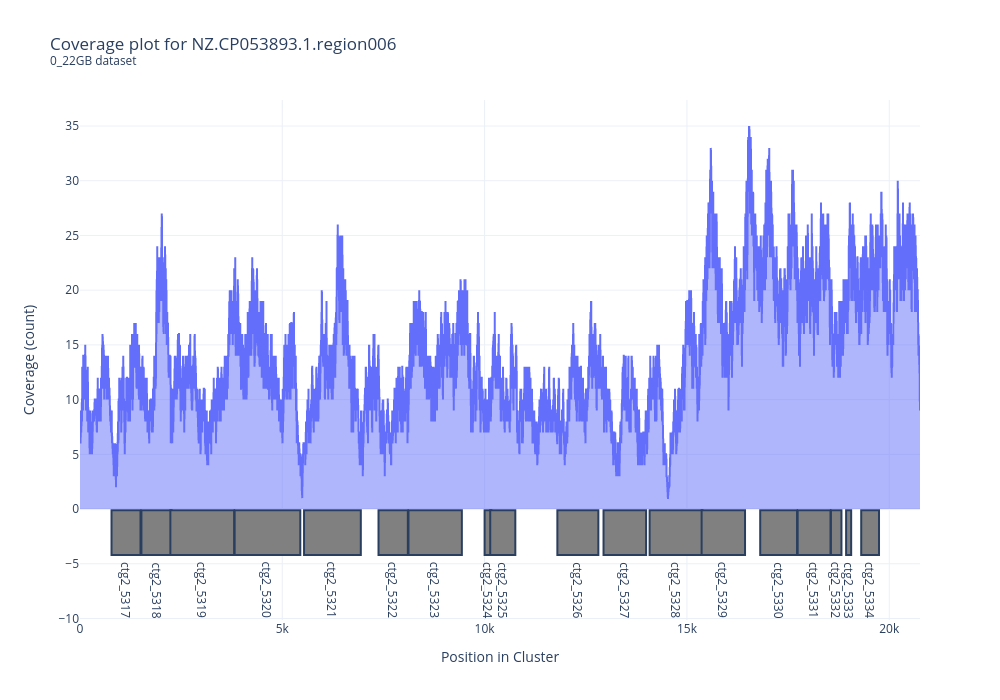 Coverage plot for NZ.CP053893.1.region006
0_22GB dataset
Coverage (count)
35
30
25
20
15
10
5
0
−5
−10
ctg2_5317
ctg2_5318
ctg2_5319
ctg2_5320
ctg2_5321
ctg2_5322
ctg2_5323
ctg2_5324
ctg2_5325
ctg2_5326
ctg2_5327
ctg2_5328
ctg2_5329
ctg2_5330
ctg2_5331
ctg2_5332
ctg2_5333
ctg2_5334
0 5k 10k 15k 20k
Position in Cluster